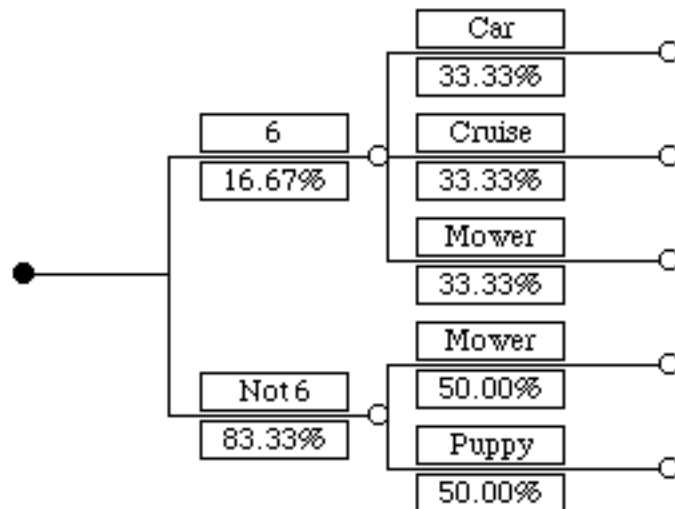 Car
33.33%
6
16.67%
Cruise
33.33%
Mower
33.33%
Not 6
83.33%
Mower
50.00%
Puppy
50.00%